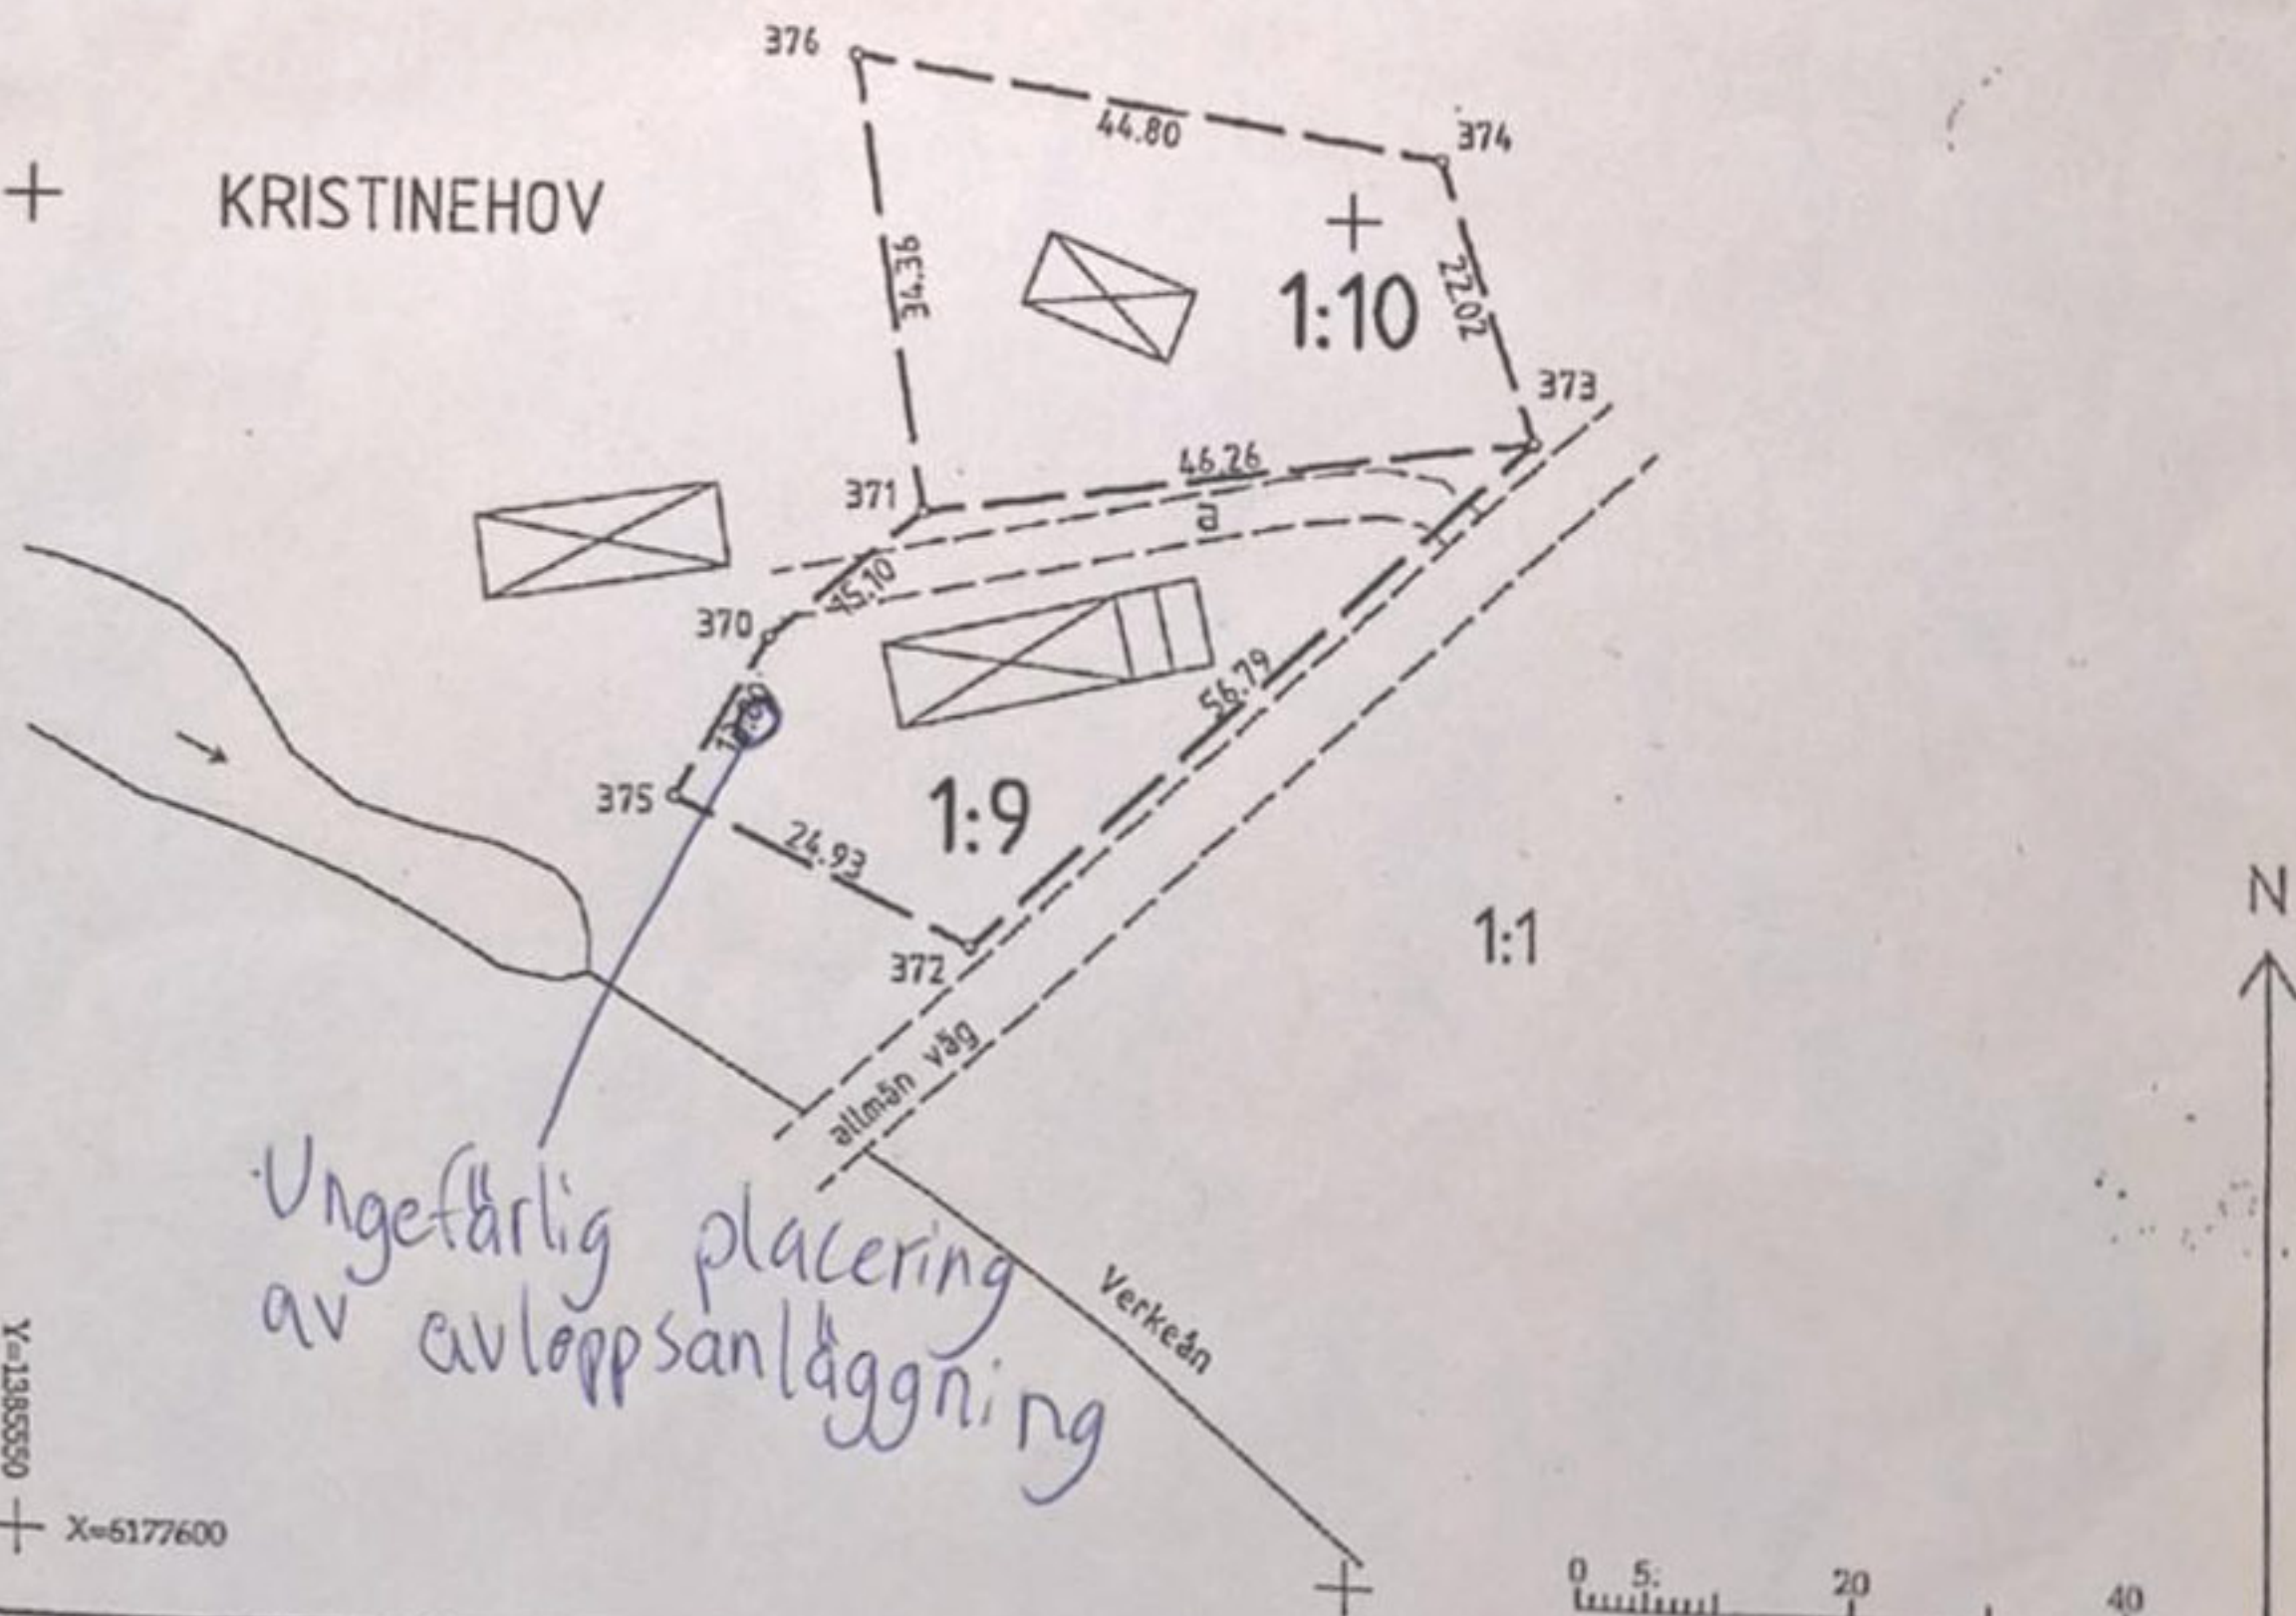 376
44.80
374
KRISTINEHOV
34.36
1:10
22.02
373
371
46.26
a
15.10
370
56.79
375
1:9
24.93
372
1:1
N
allmän väg
Ungefärlig placering
av avloppsanläggning
Verkeån
Y=1385550
X=6177600
0 5 20 40